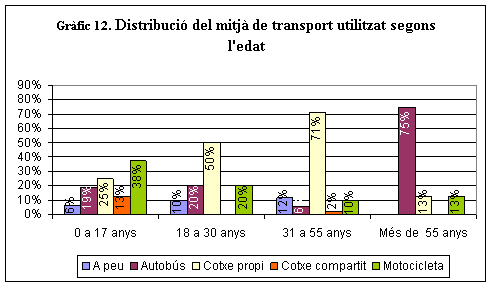 Gràfic 12. Distribució del mitjà de transport utilitzat segons
l'edat
90%
80%
70%
60%
50%
40%
30%
20%
10%
0%
6%
19%
25%
13%
38%
10%
20%
50%
20%
12%
6%
71%
2%
10%
75%
13%
13%
0 a 17 anys
18 a 30 anys
31 a 55 anys
Més de 55 anys
A peu
Autobús
Cotxe propi
Cotxe compartit
Motocicleta